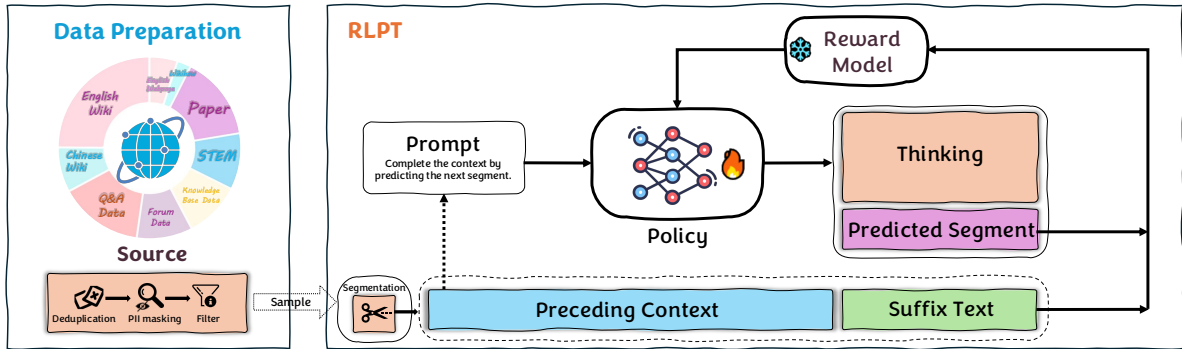 Data Preparation
English
Wiki
English
Paper
STEM
Knowledge
Base Data
Forum
Data
Q&A
Data
Chinese
Wiki
Source
Deduplication
PII masking
Filter
Sample
RLPT
Reward
Model
Prompt
Complete the context by
predicting the next segment.
Policy
Thinking
Predicted Segment
Segmentation
Preceding Context
Suffix Text